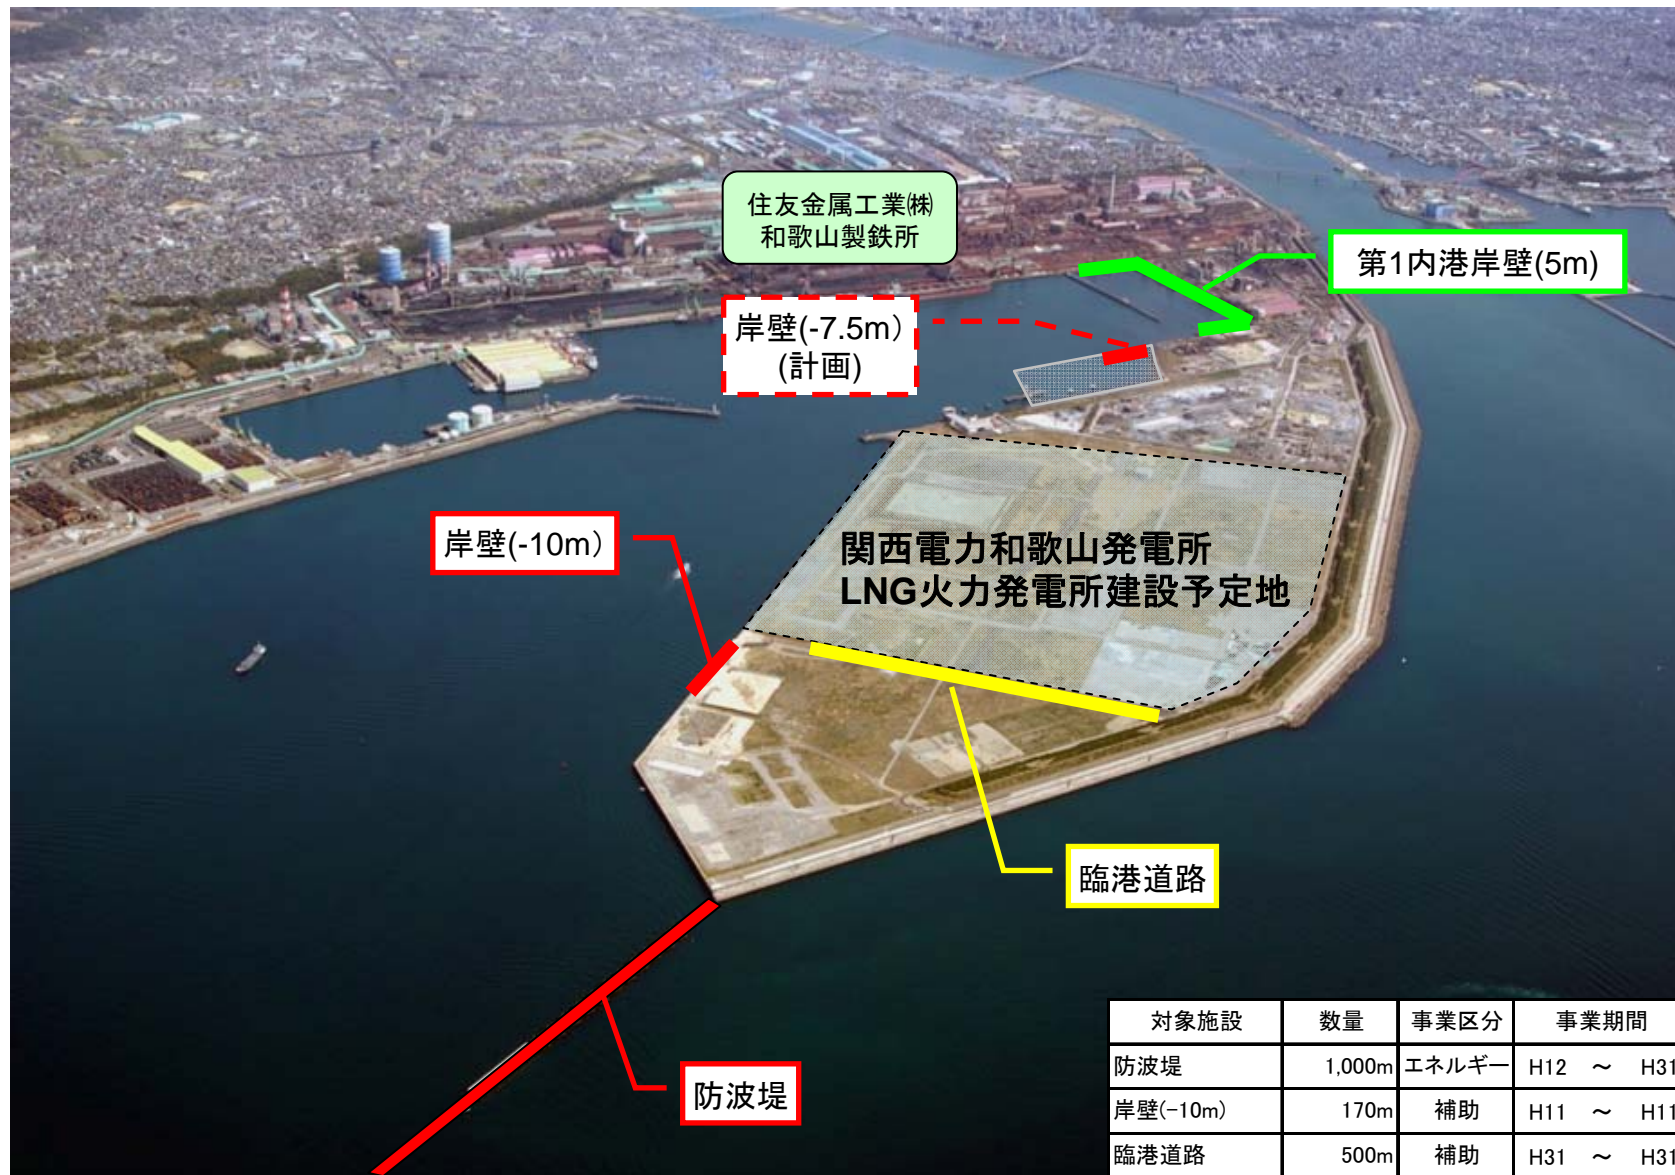 住友金属工業㈱
和歌山製鉄所
第1内港岸壁(5m)
岸壁(-7.5m）
(計画)
岸壁(-10m）
関西電力和歌山発電所
LNG火力発電所建設予定地
臨港道路
防波堤
対象施設 数量 事業区分 事業期間
防波堤 1,000m エネルギー H12 ～ H31
岸壁(-10m) 170m 補助 H11 ～ H11
臨港道路 500m 補助 H31 ～ H31